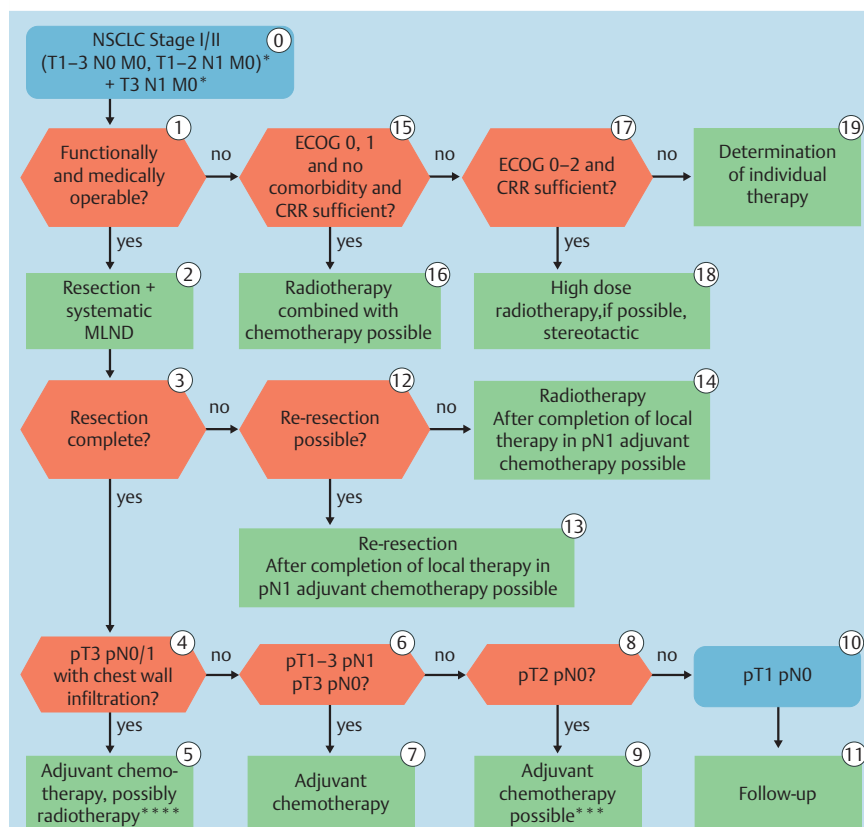 0
NSCLC Stage I/II
(T1–3 N0 M0, T1–2 N1 M0)*
+ T3 N1 M0*
1
Functionally
and medically
operable?
no
15
ECOG 0, 1
and no
comorbidity and
CRR sufficient?
no
17
ECOG 0–2 and
CRR sufficient?
no
19
Determination
of individual
therapy
yes
yes
yes
2
Resection +
systematic
MLND
16
Radiotherapy
combined with
chemotherapy possible
18
High dose
radiotherapy,if possible,
stereotactic
3
Resection
complete?
no
12
Re-resection
possible?
no
14
Radiotherapy
After completion of local
therapy in pN1 adjuvant
chemotherapy possible
yes
yes
13
Re-resection
After completion of local therapy in
pN1 adjuvant chemotherapy possible
4
pT3 pN0/1
with chest wall
infiltration?
no
6
pT1–3 pN1
pT3 pN0?
no
8
pT2 pN0?
no
10
pT1 pN0
yes
yes
yes
5
Adjuvant chemo-
therapy, possibly
radiotherapy****
7
Adjuvant
chemotherapy
9
Adjuvant
chemotherapy
possible***
11
Follow-up